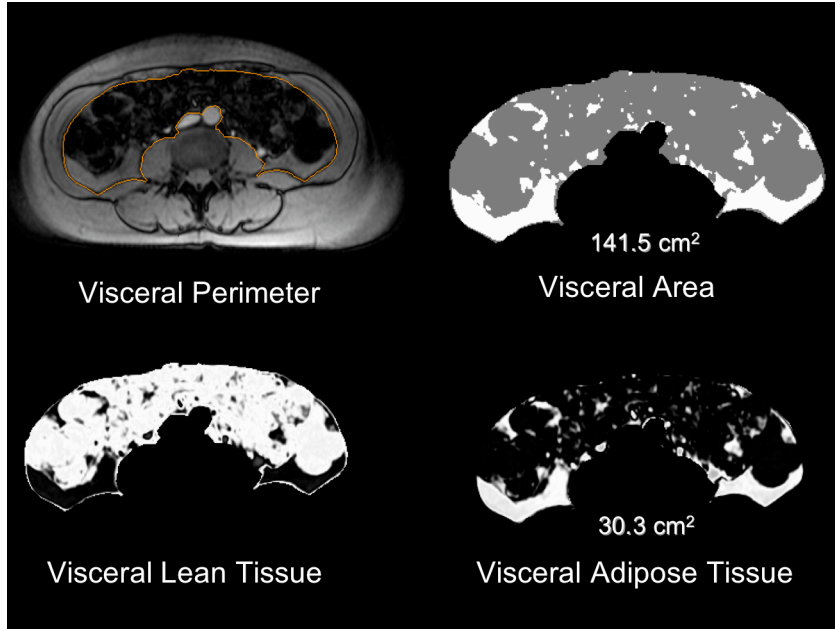 Visceral Perimeter
141.5 cm²
Visceral Area
Visceral Lean Tissue
30.3 cm²
Visceral Adipose Tissue